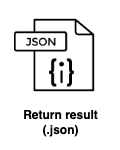 JSON
{i}
Return result
(.json)